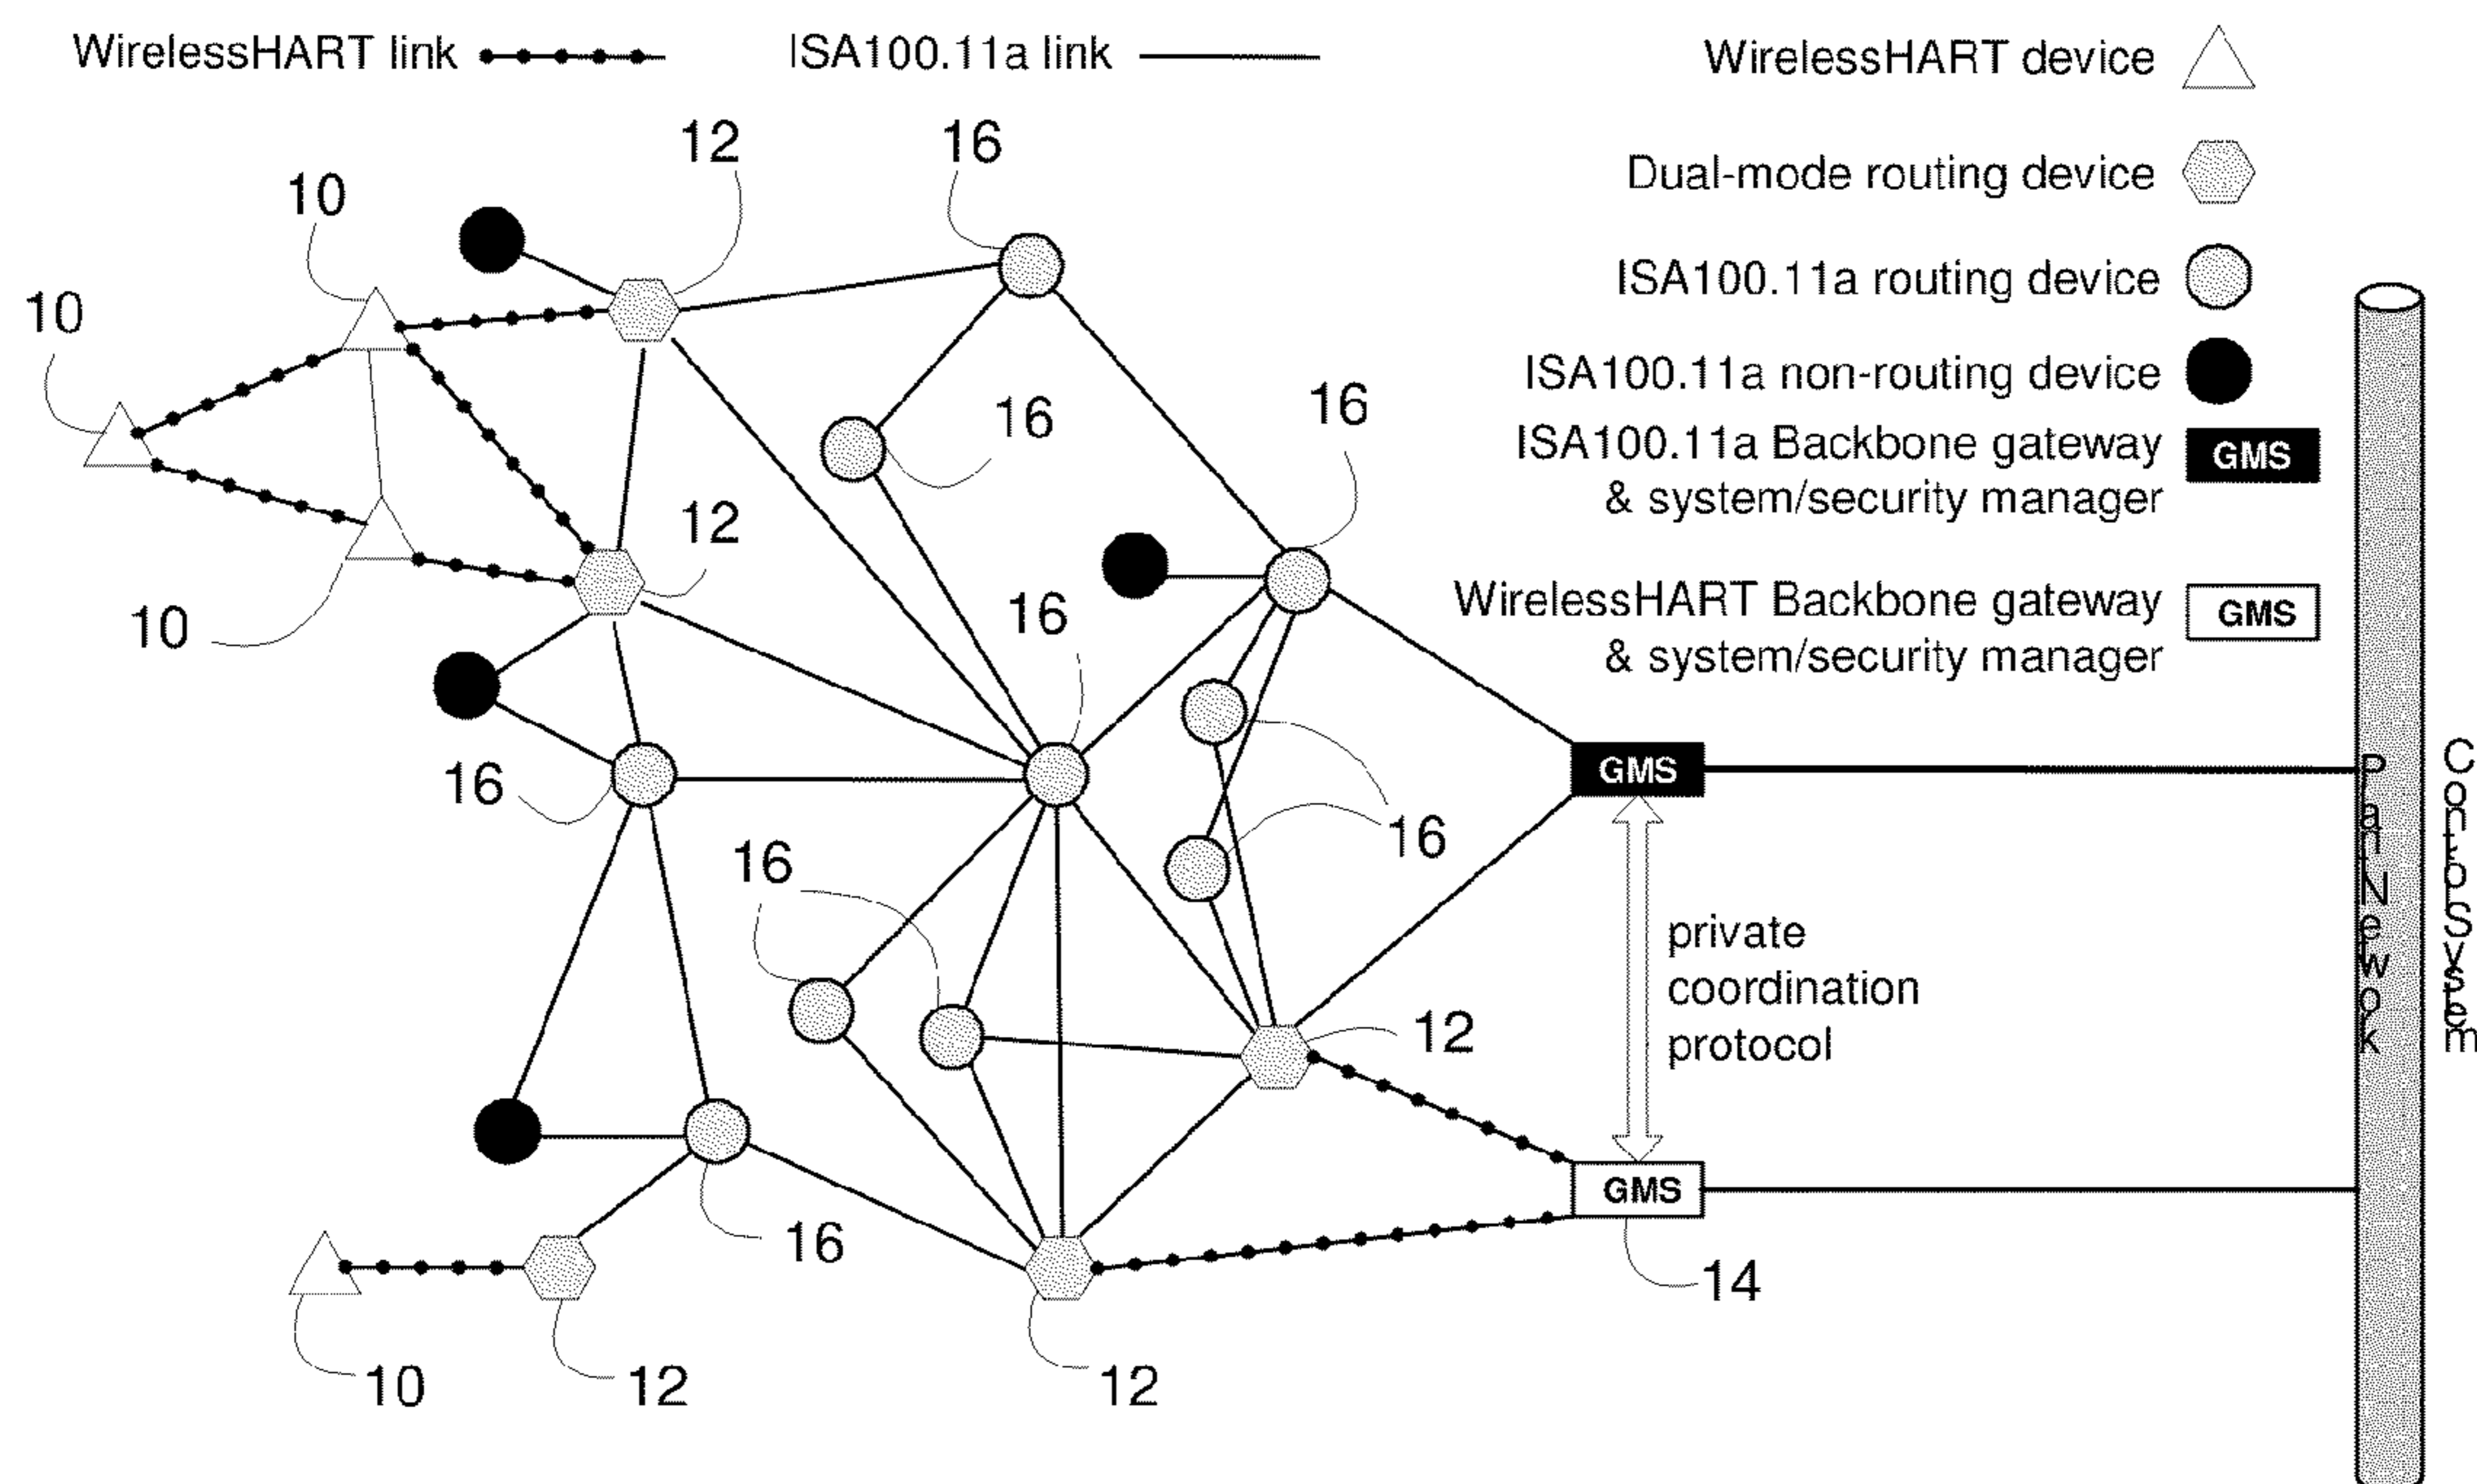 WirelessHART link
ISA100.11a link
WirelessHART device
Dual-mode routing device
ISA100.11a routing device
ISA100.11a non-routing device
ISA100.11a Backbone gateway
& system/security manager
GMS
WirelessHART Backbone gateway
& system/security manager
GMS
12
16
10
10
16
16
12
16
10
16
16
16
12
16
10
12
12
GMS
private
coordination
protocol
GMS
14
Plant Network
Control System